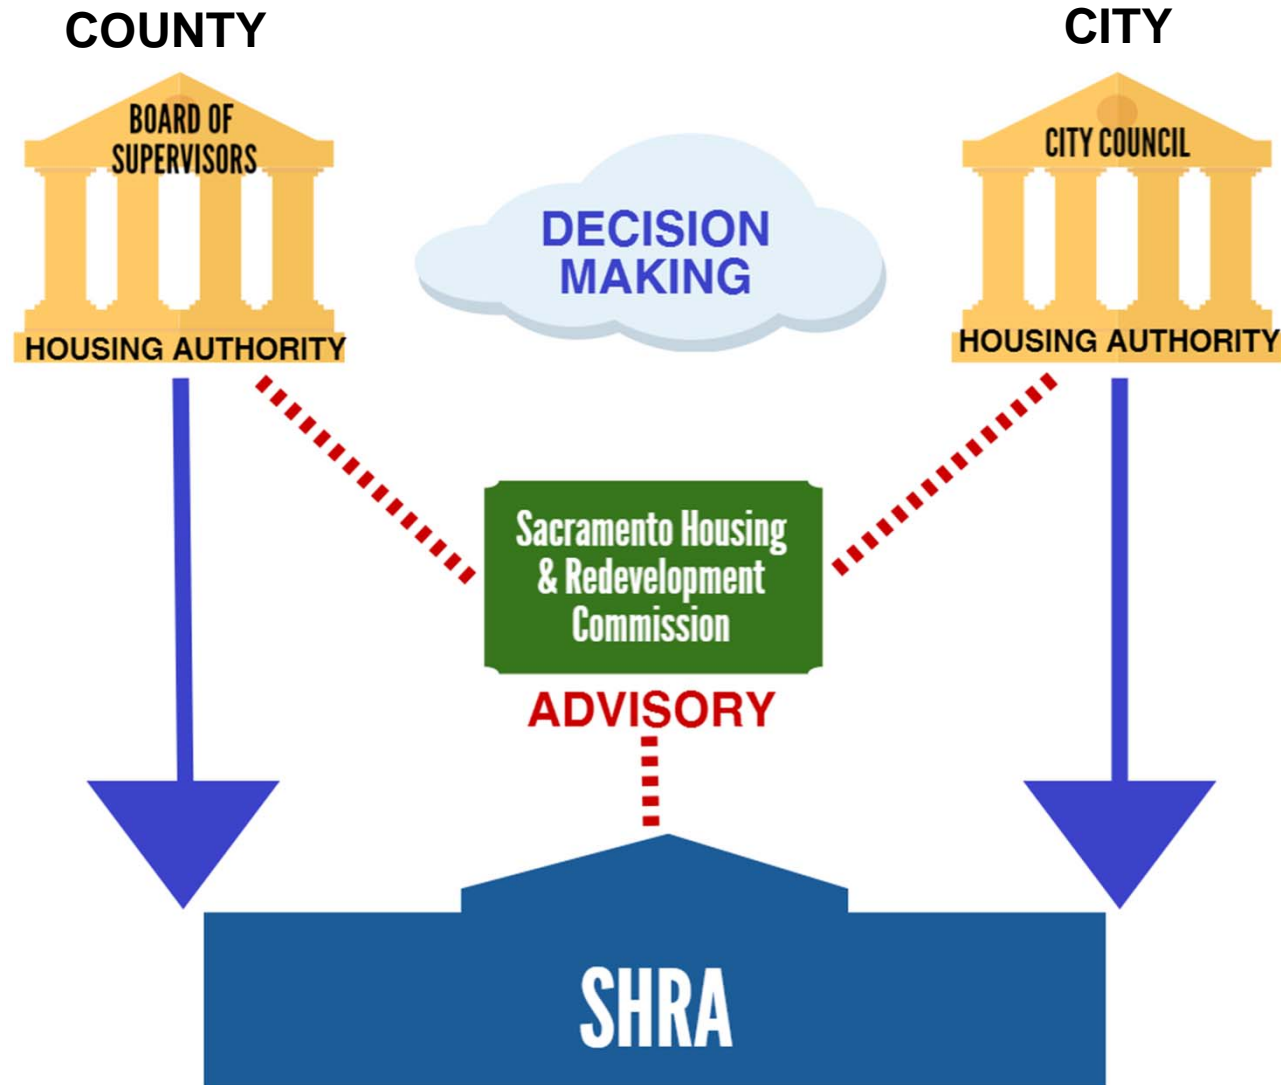 COUNTY
CITY
BOARD OF
SUPERVISORS
CITY COUNCIL
DECISION
MAKING
HOUSING AUTHORITY
HOUSING AUTHORITY
Sacramento Housing
& Redevelopment
Commission
ADVISORY
SHRA